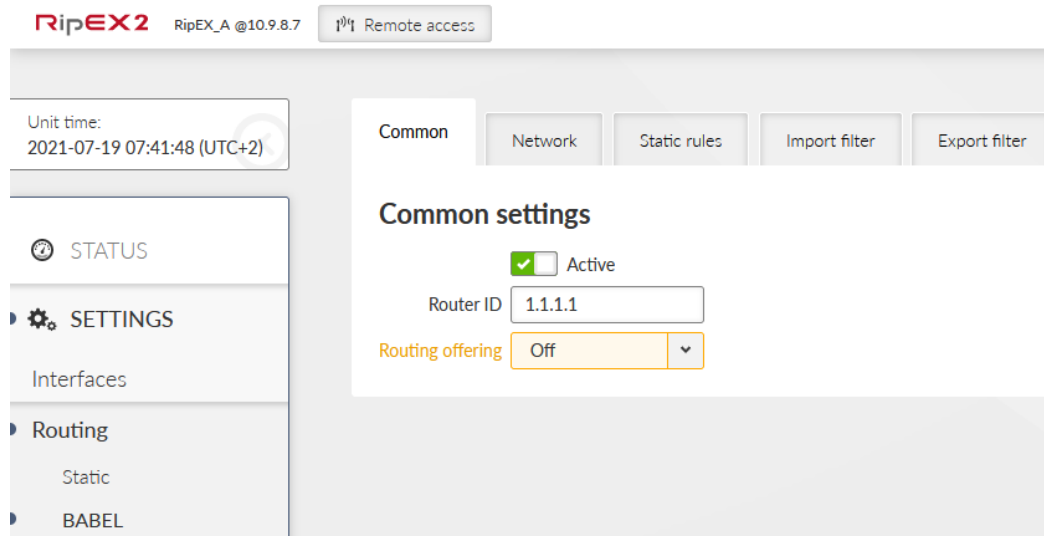 RipEX2 RipEX_A @10.9.8.7 Remote access
Unit time:
2021-07-19 07:41:48 (UTC+2)
Common Network Static rules Import filter Export filter
Common settings
Active
Router ID 1.1.1.1
Routing offering Off
STATUS
SETTINGS
Interfaces
Routing
Static
BABEL